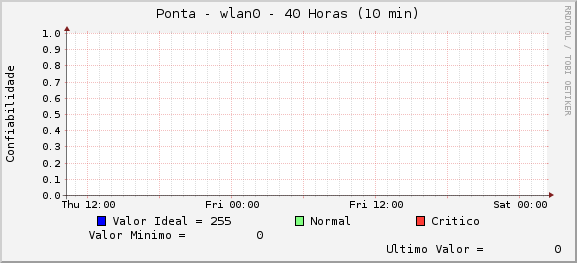 Ponta - wlan0 - 40 Horas (10 min)
RRDTOOL / TOBI OETIKER
Confiabilidade
1.0
0.9
0.8
0.7
0.6
0.5
0.4
0.3
0.2
0.1
0.0
Thu 12:00 Fri 00:00 Fri 12:00 Sat 00:00
Valor Ideal = 255 Normal Critico
Valor Minimo = 0
Ultimo Valor = 0